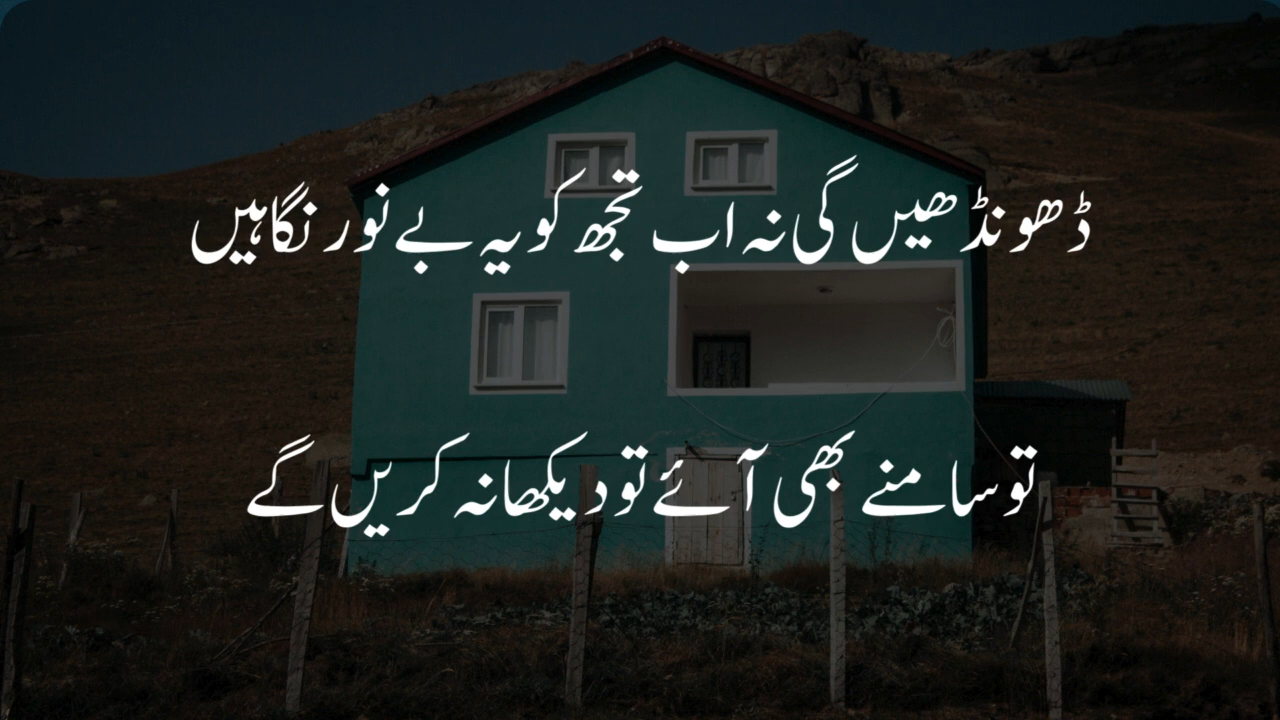 ڈھونڈھیں گی نہ اب تجھ کو یہ بے نور نگاہیں
تو سامنے بھی آئے تو دیکھا نہ کریں گے